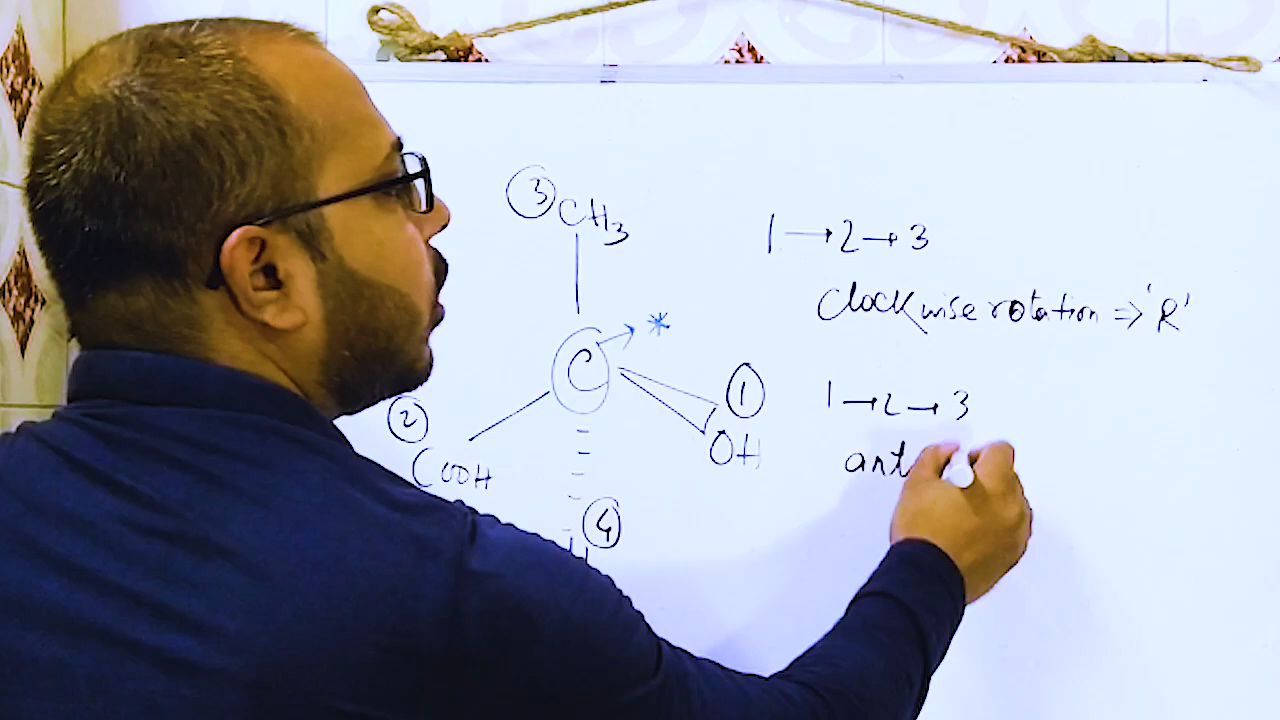 ③ CH3
1 → 2 → 3
Clockwise rotation ⇒ 'R'
C *
①
1 → 2 → 3
②
OH
COOH
ant
④
H